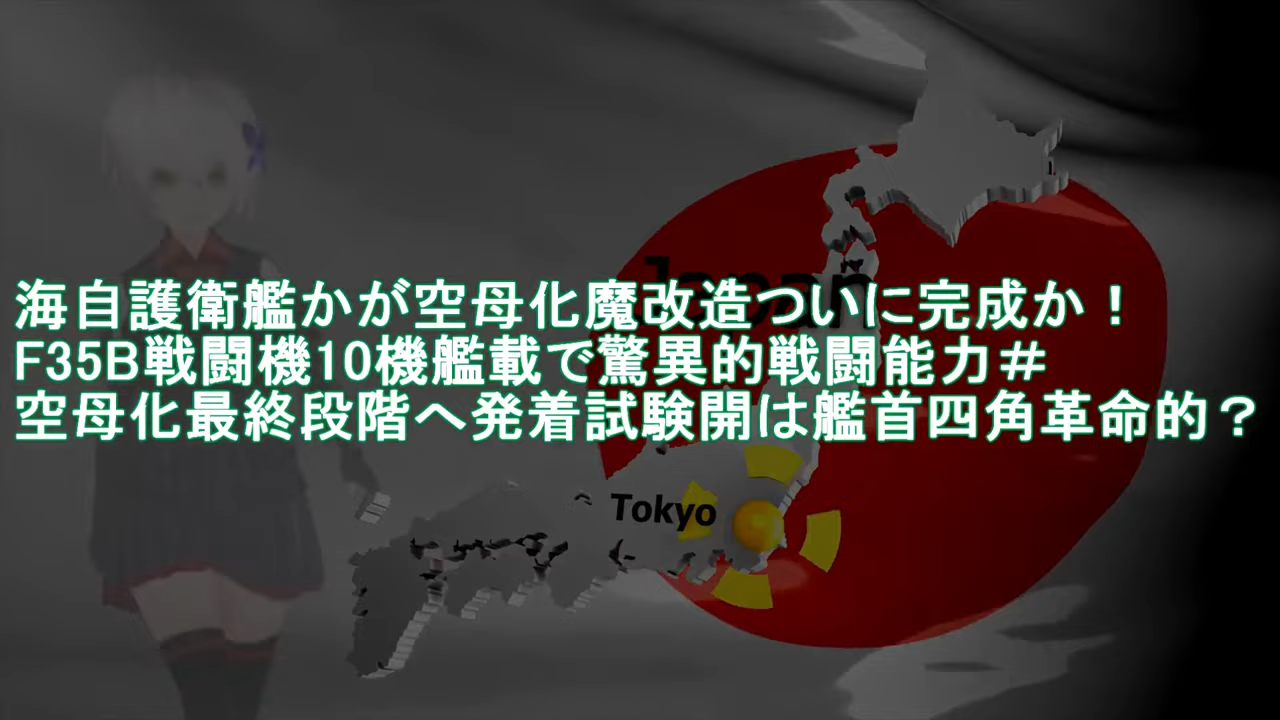 Japan
海自護衛艦かが空母化魔改造ついに完成か！
F35B戦闘機10機艦載で驚異的戦闘能力＃
空母化最終段階へ発着試験開は艦首四角革命的？
Tokyo